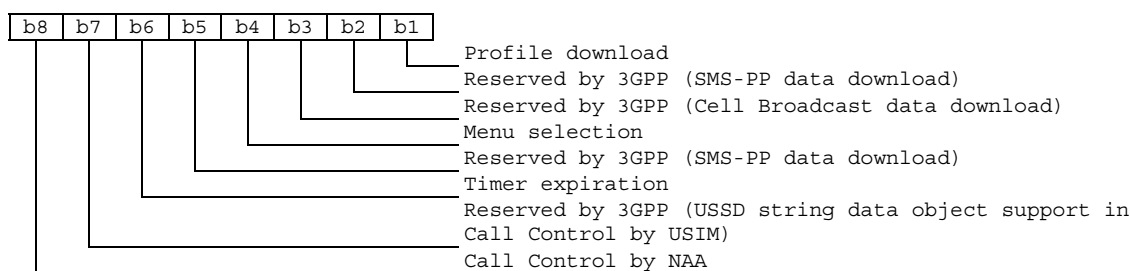 b8 b7 b6 b5 b4 b3 b2 b1
Profile download
Reserved by 3GPP (SMS-PP data download)
Reserved by 3GPP (Cell Broadcast data download)
Menu selection
Reserved by 3GPP (SMS-PP data download)
Timer expiration
Reserved by 3GPP (USSD string data object support in
Call Control by USIM)
Call Control by NAA